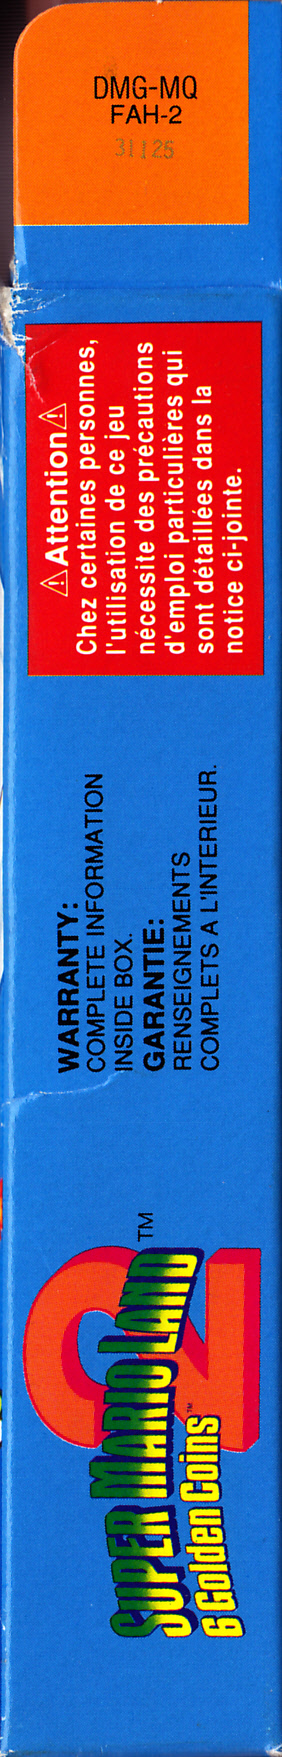 DMG-MQ
FAH-2
⚠ Attention ⚠
Chez certaines personnes,
l'utilisation de ce jeu
nécessite des précautions
d'emploi particulières qui
sont détaillées dans la
notice ci-jointe.
WARRANTY:
COMPLETE INFORMATION
INSIDE BOX.
GARANTIE:
RENSEIGNEMENTS
COMPLETS A L'INTERIEUR.
SUPER MARIO LAND 2 ™
6 Golden Coins ™